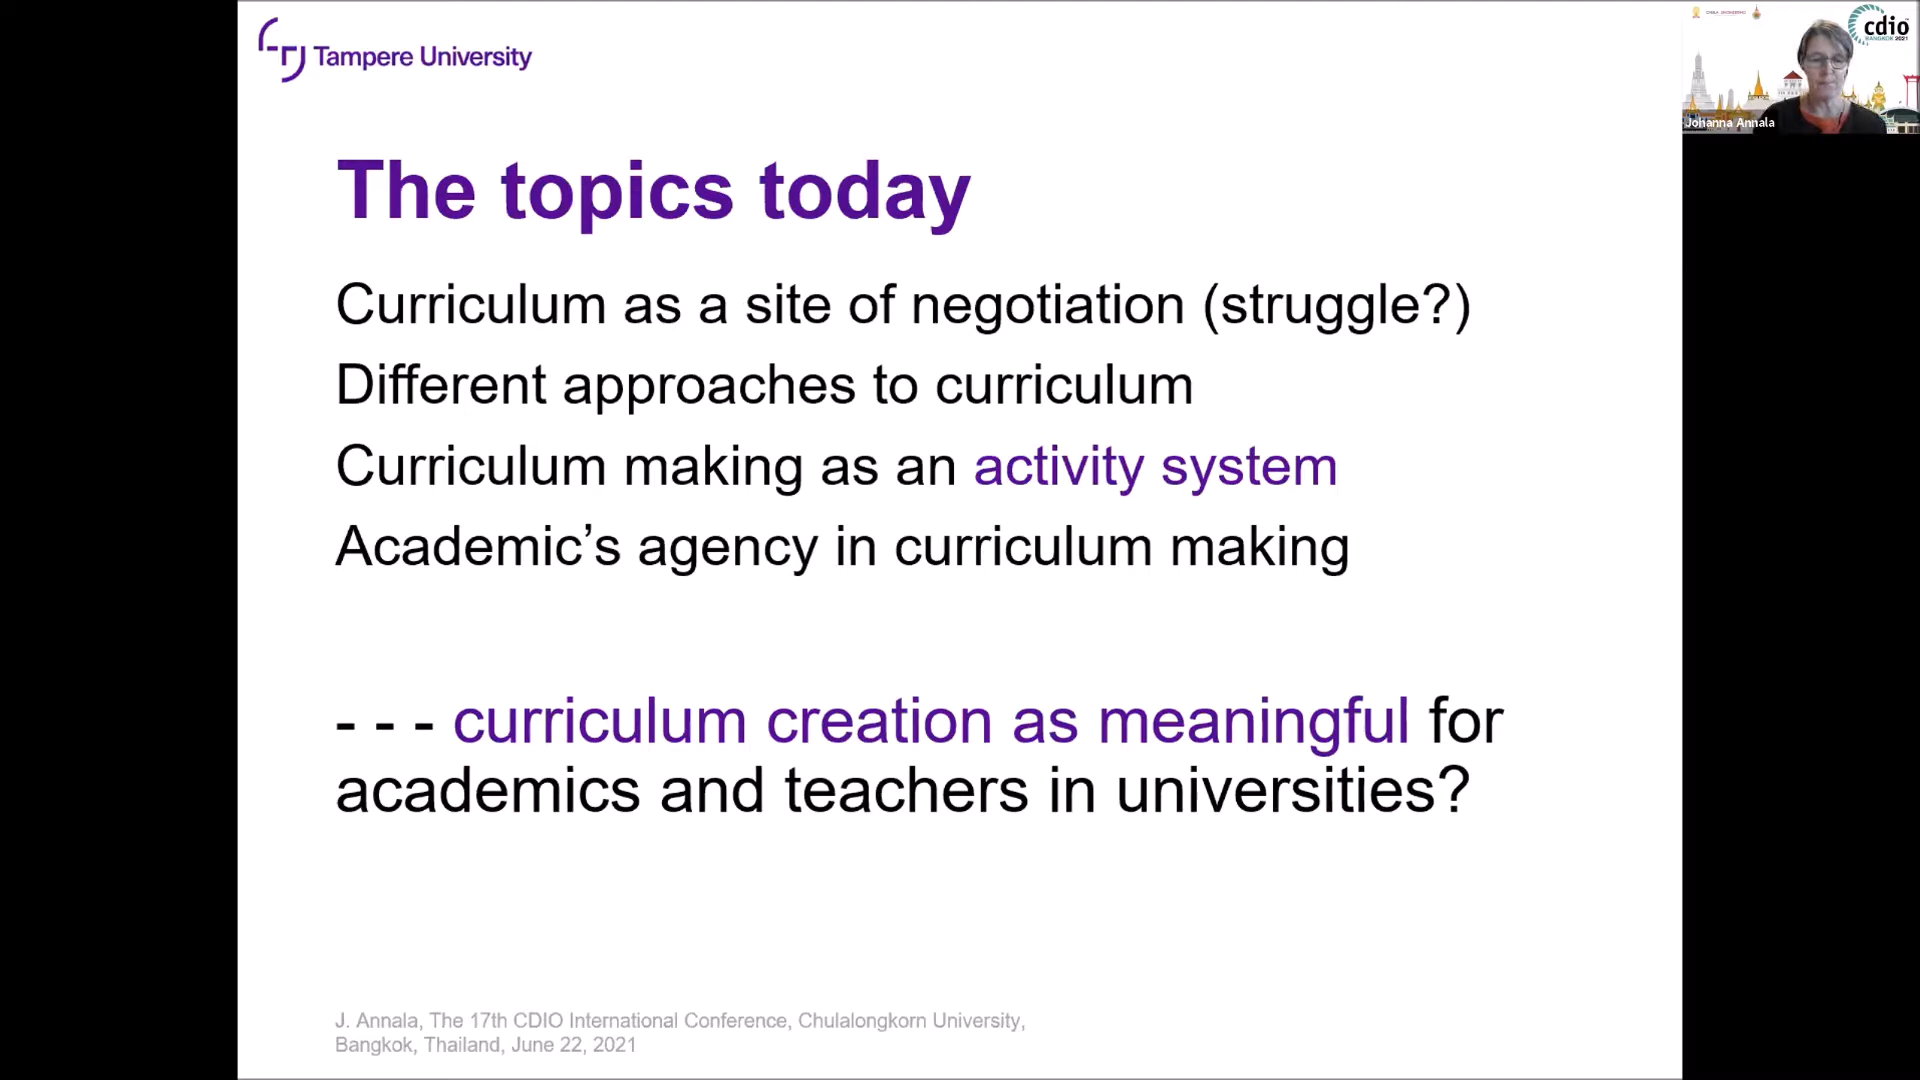 Tampere University
cdio
BANGKOK 2021
Johanna Annala
The topics today
Curriculum as a site of negotiation (struggle?)
Different approaches to curriculum
Curriculum making as an activity system
Academic’s agency in curriculum making
- - - curriculum creation as meaningful for
academics and teachers in universities?
J. Annala, The 17th CDIO International Conference, Chulalongkorn University,
Bangkok, Thailand, June 22, 2021